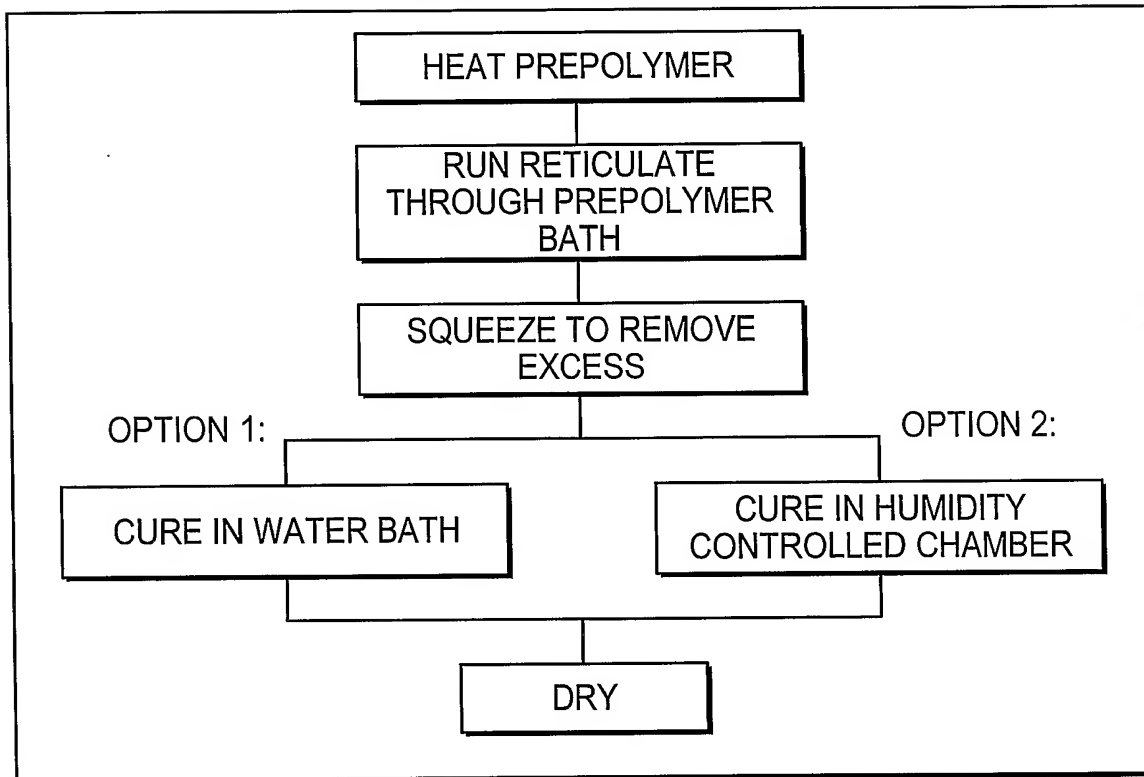 HEAT PREPOLYMER
RUN RETICULATE
THROUGH PREPOLYMER
BATH
SQUEEZE TO REMOVE
EXCESS
OPTION 1:
OPTION 2:
CURE IN WATER BATH
CURE IN HUMIDITY
CONTROLLED CHAMBER
DRY